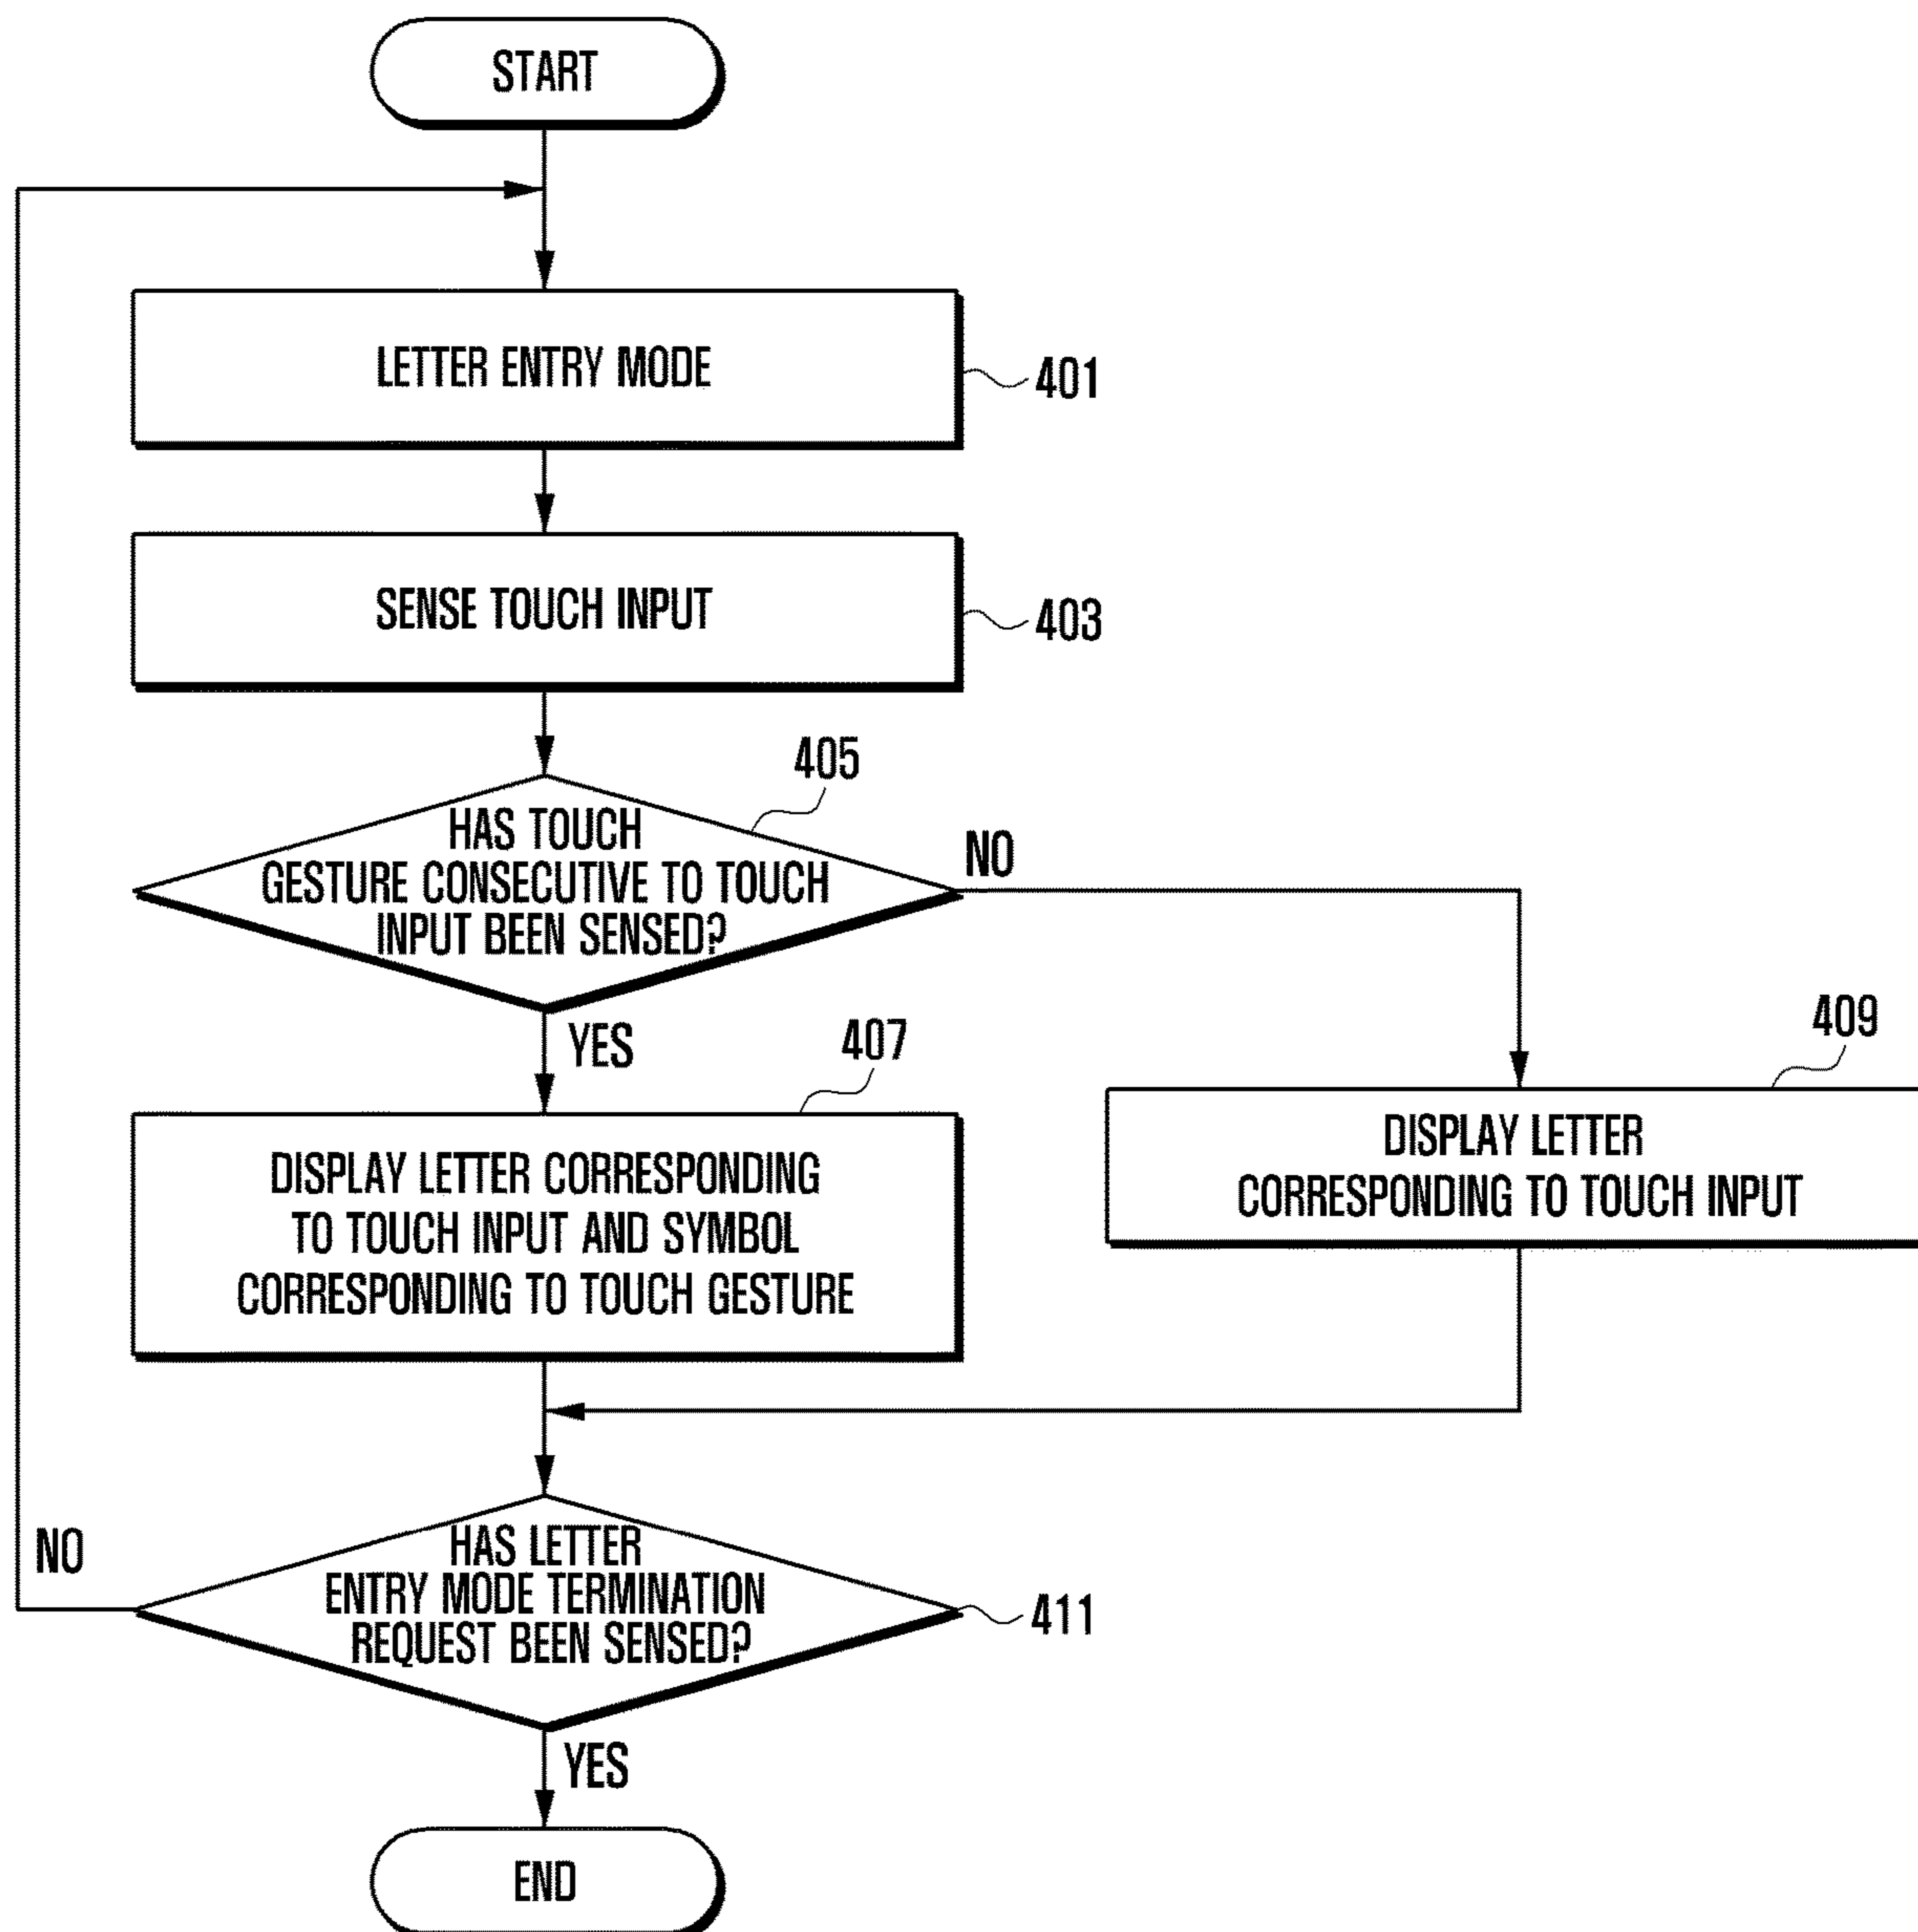 START
LETTER ENTRY MODE
401
SENSE TOUCH INPUT
403
405
HAS TOUCH
GESTURE CONSECUTIVE TO TOUCH
INPUT BEEN SENSED?
NO
YES
407
409
DISPLAY LETTER CORRESPONDING
TO TOUCH INPUT AND SYMBOL
CORRESPONDING TO TOUCH GESTURE
DISPLAY LETTER
CORRESPONDING TO TOUCH INPUT
NO
HAS LETTER
ENTRY MODE TERMINATION
REQUEST BEEN SENSED?
411
YES
END